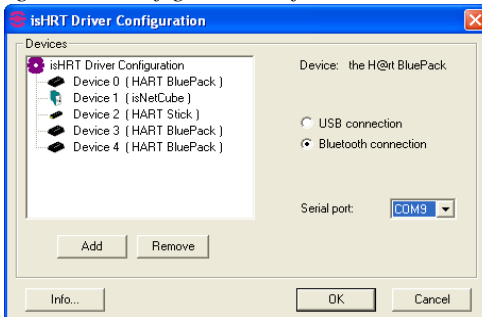 isHRT Driver Configuration
Devices
isHRT Driver Configuration
Device 0 ( HART BluePack )
Device 1 ( isNetCube )
Device 2 ( HART Stick )
Device 3 ( HART BluePack )
Device 4 ( HART BluePack )
Device: the H@rt BluePack
USB connection
Bluetooth connection
Serial port: COM9
Add Remove
Info... OK Cancel